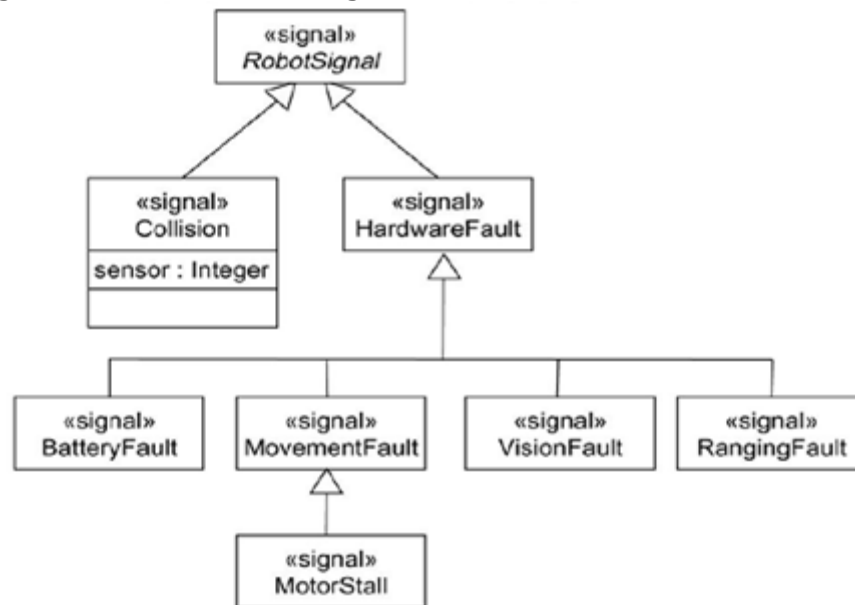 «signal»
RobotSignal
«signal»
Collision
sensor : Integer
«signal»
HardwareFault
«signal»
BatteryFault
«signal»
MovementFault
«signal»
VisionFault
«signal»
RangingFault
«signal»
MotorStall